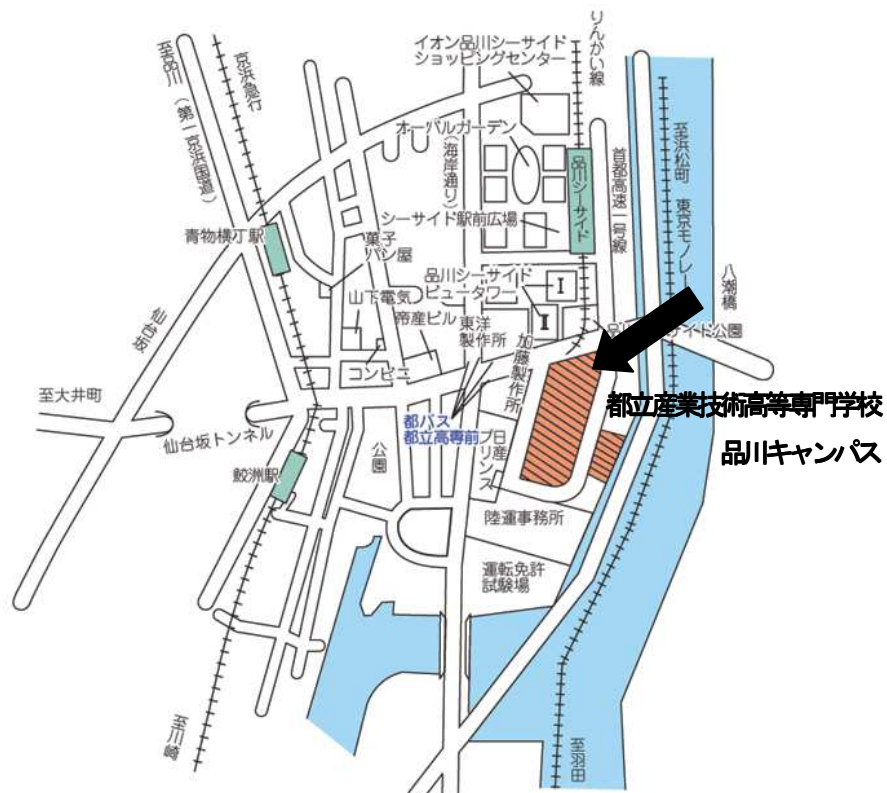 至品川（第一京浜国道）
京浜急行
イオン品川シーサイド
ショッピングセンター
りんかい線
オーバルガーデン
（海岸通り）
品川シーサイド
首都高速一号線
至浜松町 東京モノレー
八潮橋
シーサイド駅前広場
青物横丁駅
菓子
パン屋
品川シーサイド
ビュータワー
I
I
山下電気
帝産ビル
東洋
製作所
加藤製作所
品川
サイド公園
仙台坂
コンビニ
至大井町
都立産業技術高等専門学校
品川キャンパス
仙台坂トンネル
都バス
都立高専前
日産
プリンス
公園
鮫洲駅
陸運事務所
運転免許
試験場
至川崎
至羽田